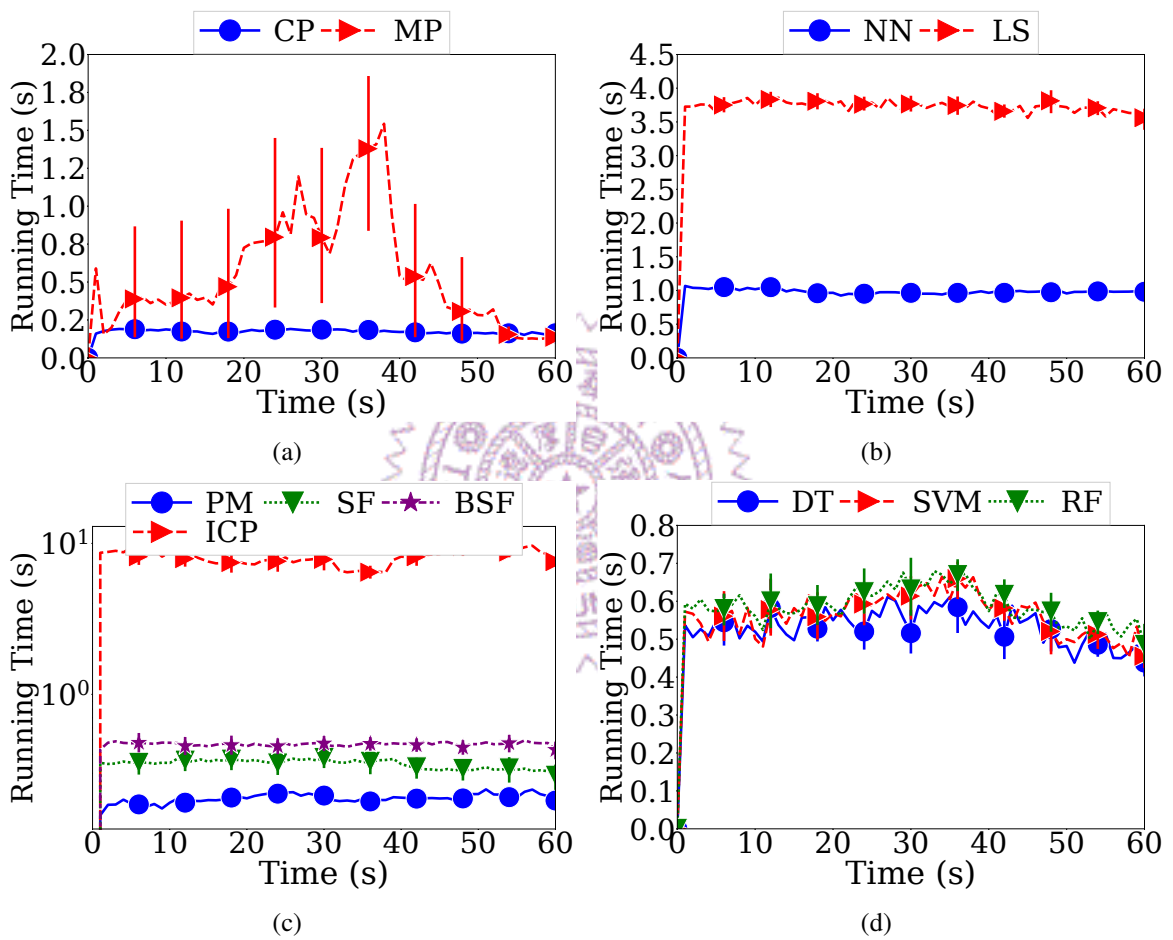 CP MP
2.0
1.8
1.5
1.2
1.0
0.8
0.5
0.2
0.0
Running Time (s)
0 10 20 30 40 50 60
Time (s)
(a)
NN LS
4.5
4.0
3.5
3.0
2.5
2.0
1.5
1.0
0.5
0.0
Running Time (s)
0 10 20 30 40 50 60
Time (s)
(b)
PM SF BSF
ICP
10¹
10⁰
Running Time (s)
0 10 20 30 40 50 60
Time (s)
(c)
DT SVM RF
0.8
0.7
0.6
0.5
0.4
0.3
0.2
0.1
0.0
Running Time (s)
0 10 20 30 40 50 60
Time (s)
(d)